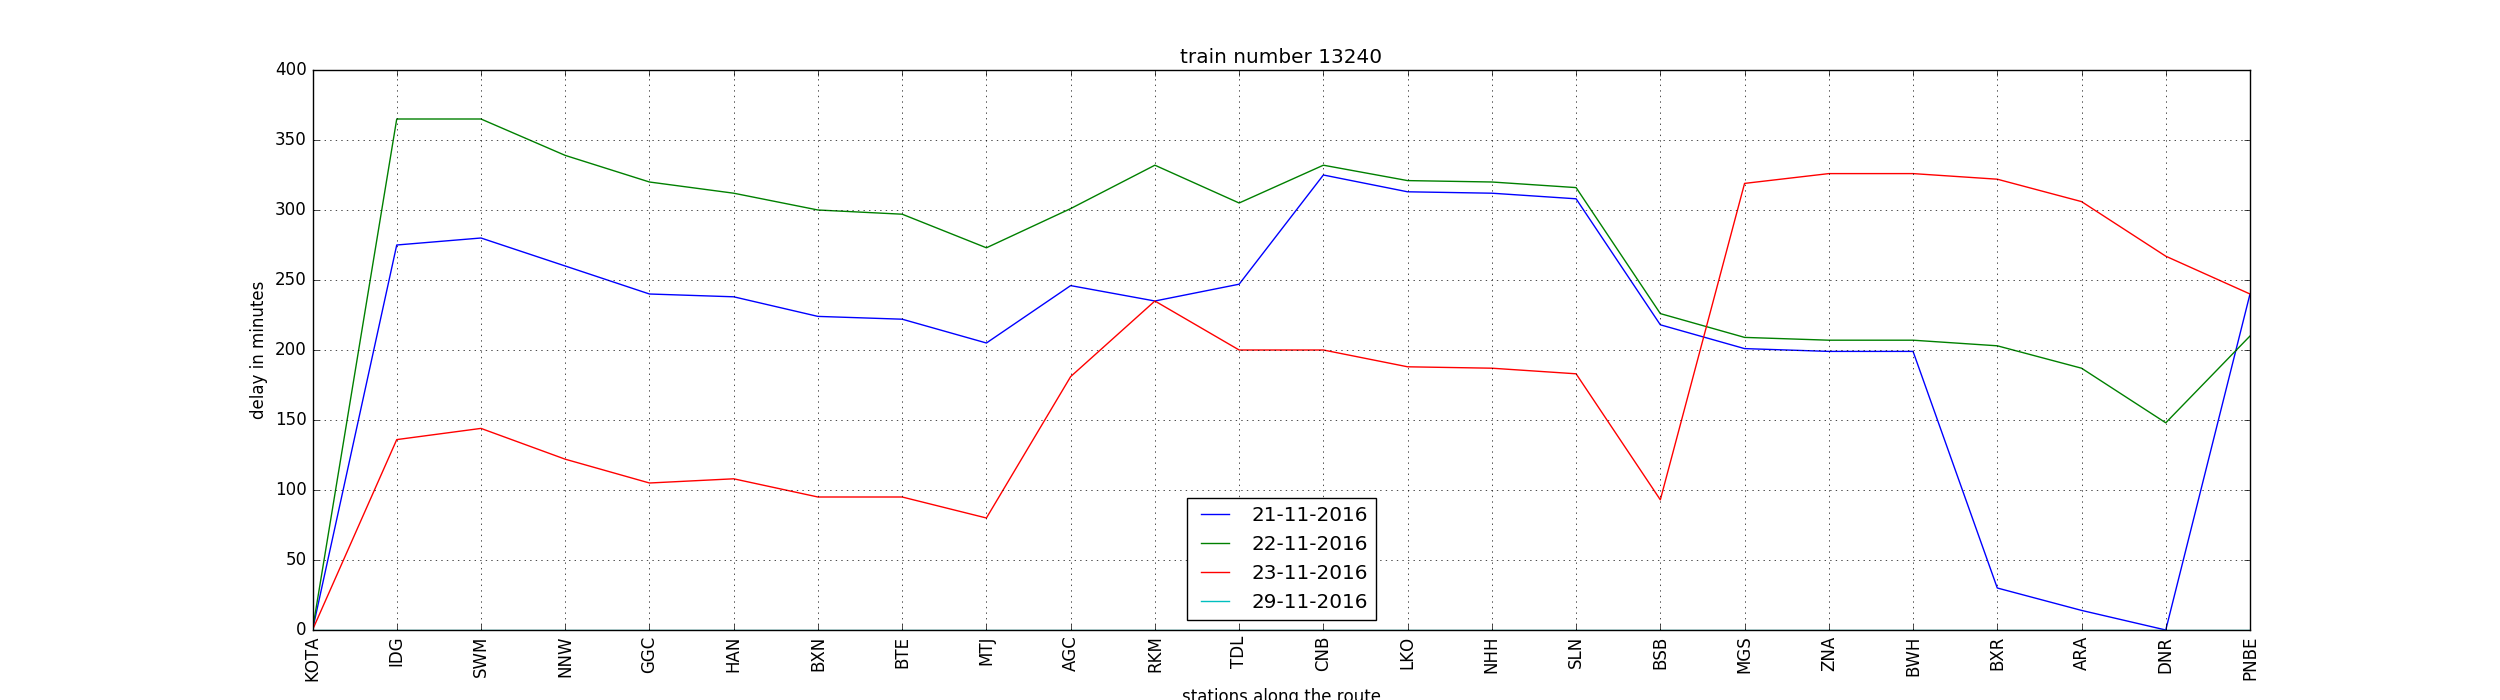 train number 13240
400
350
300
250
200
150
100
50
0
delay in minutes
21-11-2016
22-11-2016
23-11-2016
29-11-2016
KOTA
IDG
SWM
NNW
GGC
HAN
BXN
BTE
MTJ
AGC
RKM
TDL
CNB
LKO
NHH
SLN
BSB
MGS
ZNA
BWH
BXR
ARA
DNR
PNBE
stations along the route